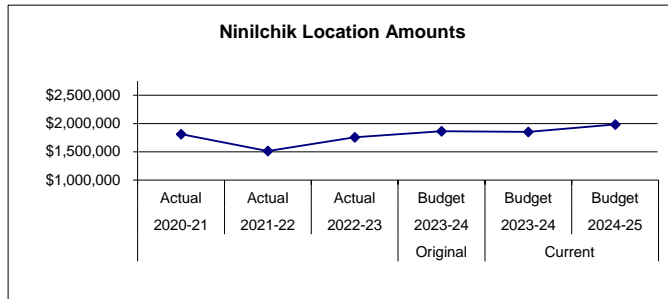 Ninilchik Location Amounts
$2,500,000
$2,000,000
$1,500,000
$1,000,000
Actual Actual Actual Budget Budget Budget
2020-21 2021-22 2022-23 2023-24 2023-24 2024-25
Original Current